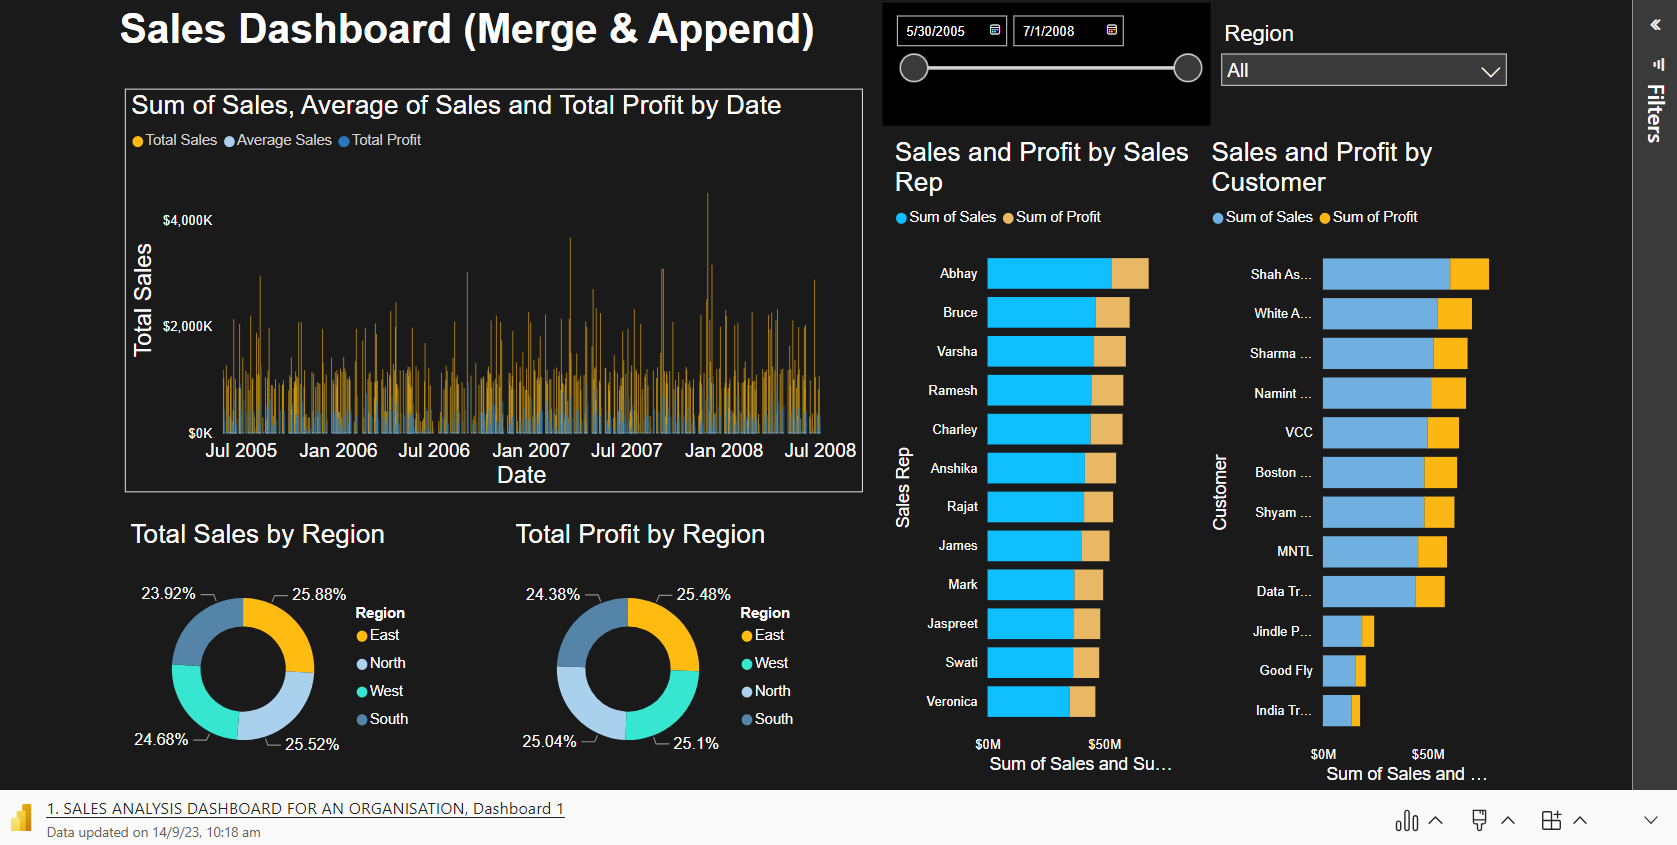 Sales Dashboard (Merge & Append)
5/30/2005
7/1/2008
Region
All
Filters
Sum of Sales, Average of Sales and Total Profit by Date
Total Sales
Average Sales
Total Profit
Total Sales
$4,000K
$2,000K
$0K
Jul 2005
Jan 2006
Jul 2006
Jan 2007
Jul 2007
Jan 2008
Jul 2008
Date
Sales and Profit by Sales
Rep
Sum of Sales
Sum of Profit
Sales Rep
Abhay
Bruce
Varsha
Ramesh
Charley
Anshika
Rajat
James
Mark
Jaspreet
Swati
Veronica
$0M
$50M
Sum of Sales and Su...
Sales and Profit by
Customer
Sum of Sales
Sum of Profit
Customer
Shah As...
White A...
Sharma ...
Namint ...
VCC
Boston ...
Shyam ...
MNTL
Data Tr...
Jindle P...
Good Fly
India Tr...
$0M
$50M
Sum of Sales and ...
Total Sales by Region
23.92%
25.88%
24.68%
25.52%
Region
East
North
West
South
Total Profit by Region
24.38%
25.48%
25.04%
25.1%
Region
East
West
North
South
1. SALES ANALYSIS DASHBOARD FOR AN ORGANISATION, Dashboard 1
Data updated on 14/9/23, 10:18 am